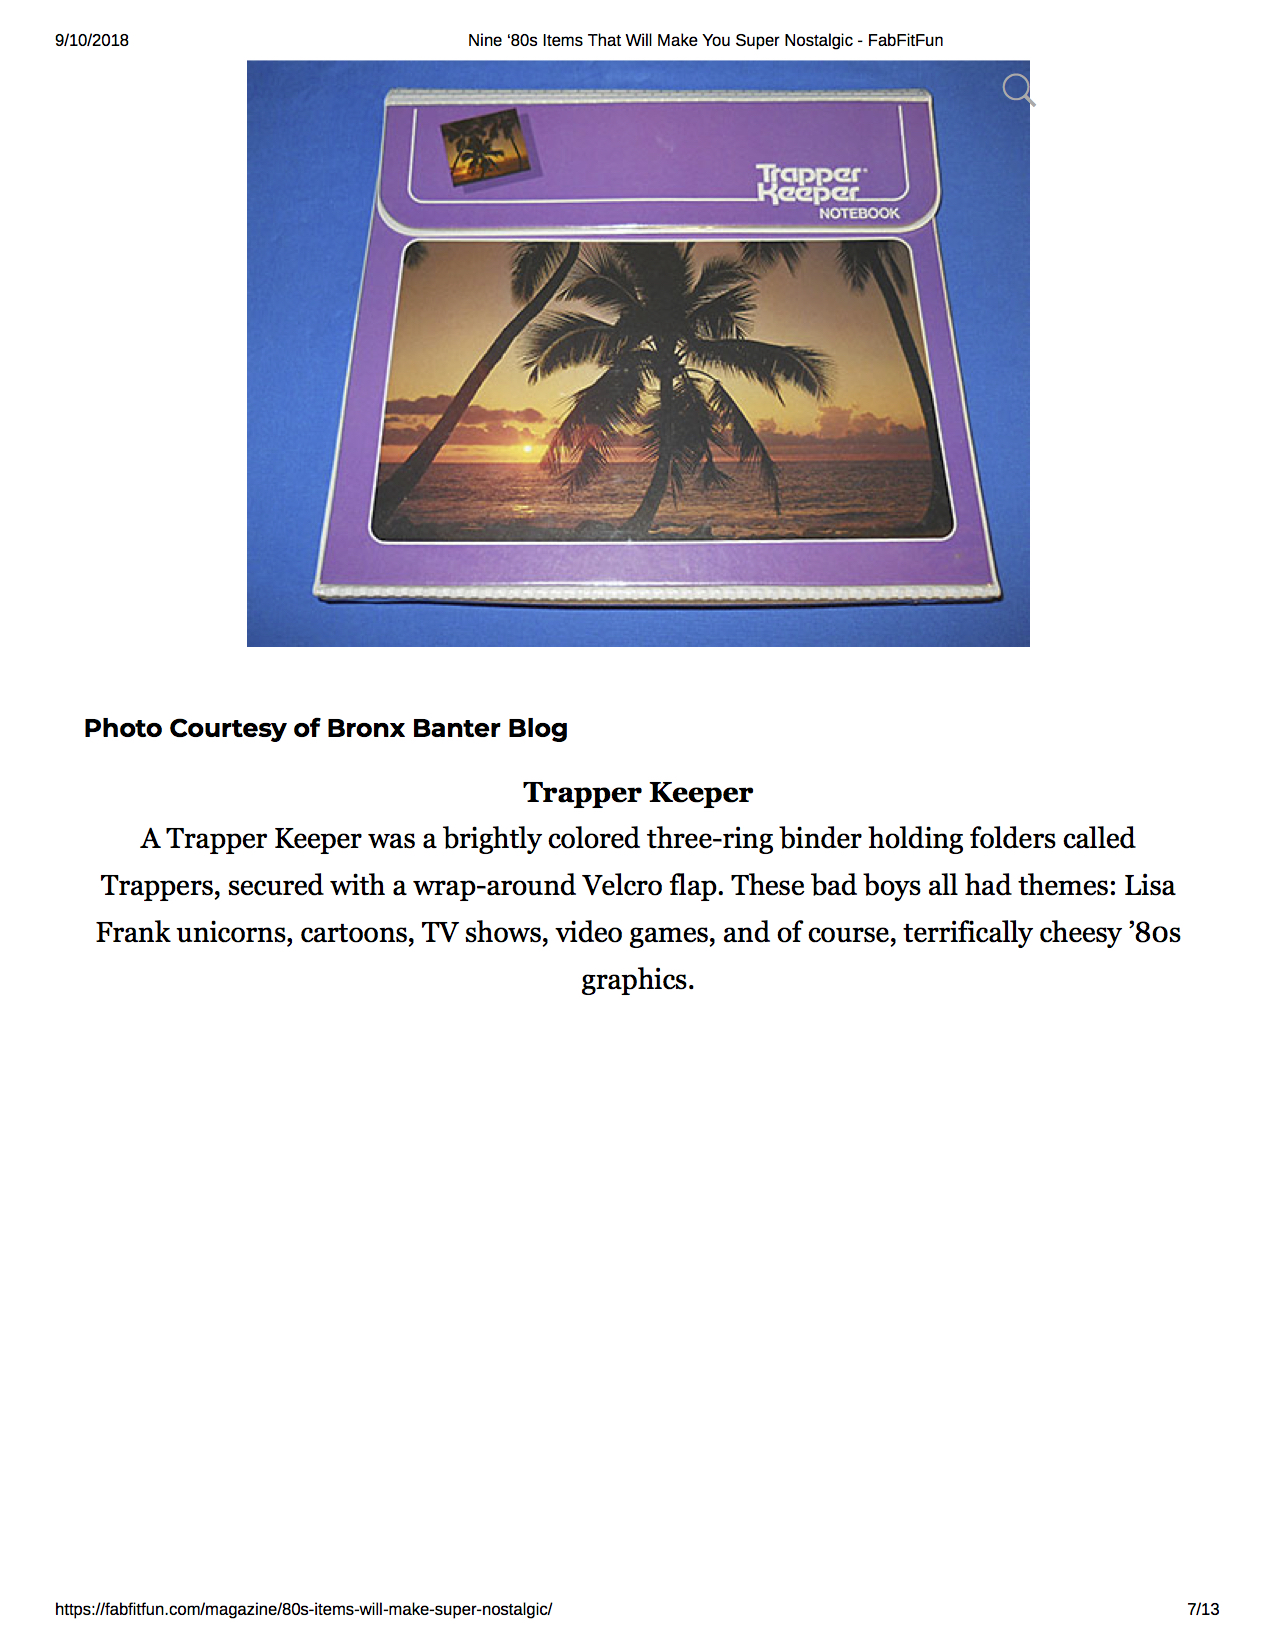 9/10/2018 Nine ‘80s Items That Will Make You Super Nostalgic - FabFitFun
Trapper
Keeper
NOTEBOOK
Photo Courtesy of Bronx Banter Blog
Trapper Keeper
A Trapper Keeper was a brightly colored three-ring binder holding folders called
Trappers, secured with a wrap-around Velcro flap. These bad boys all had themes: Lisa
Frank unicorns, cartoons, TV shows, video games, and of course, terrifically cheesy ’80s
graphics.
https://fabfitfun.com/magazine/80s-items-will-make-super-nostalgic/ 7/13